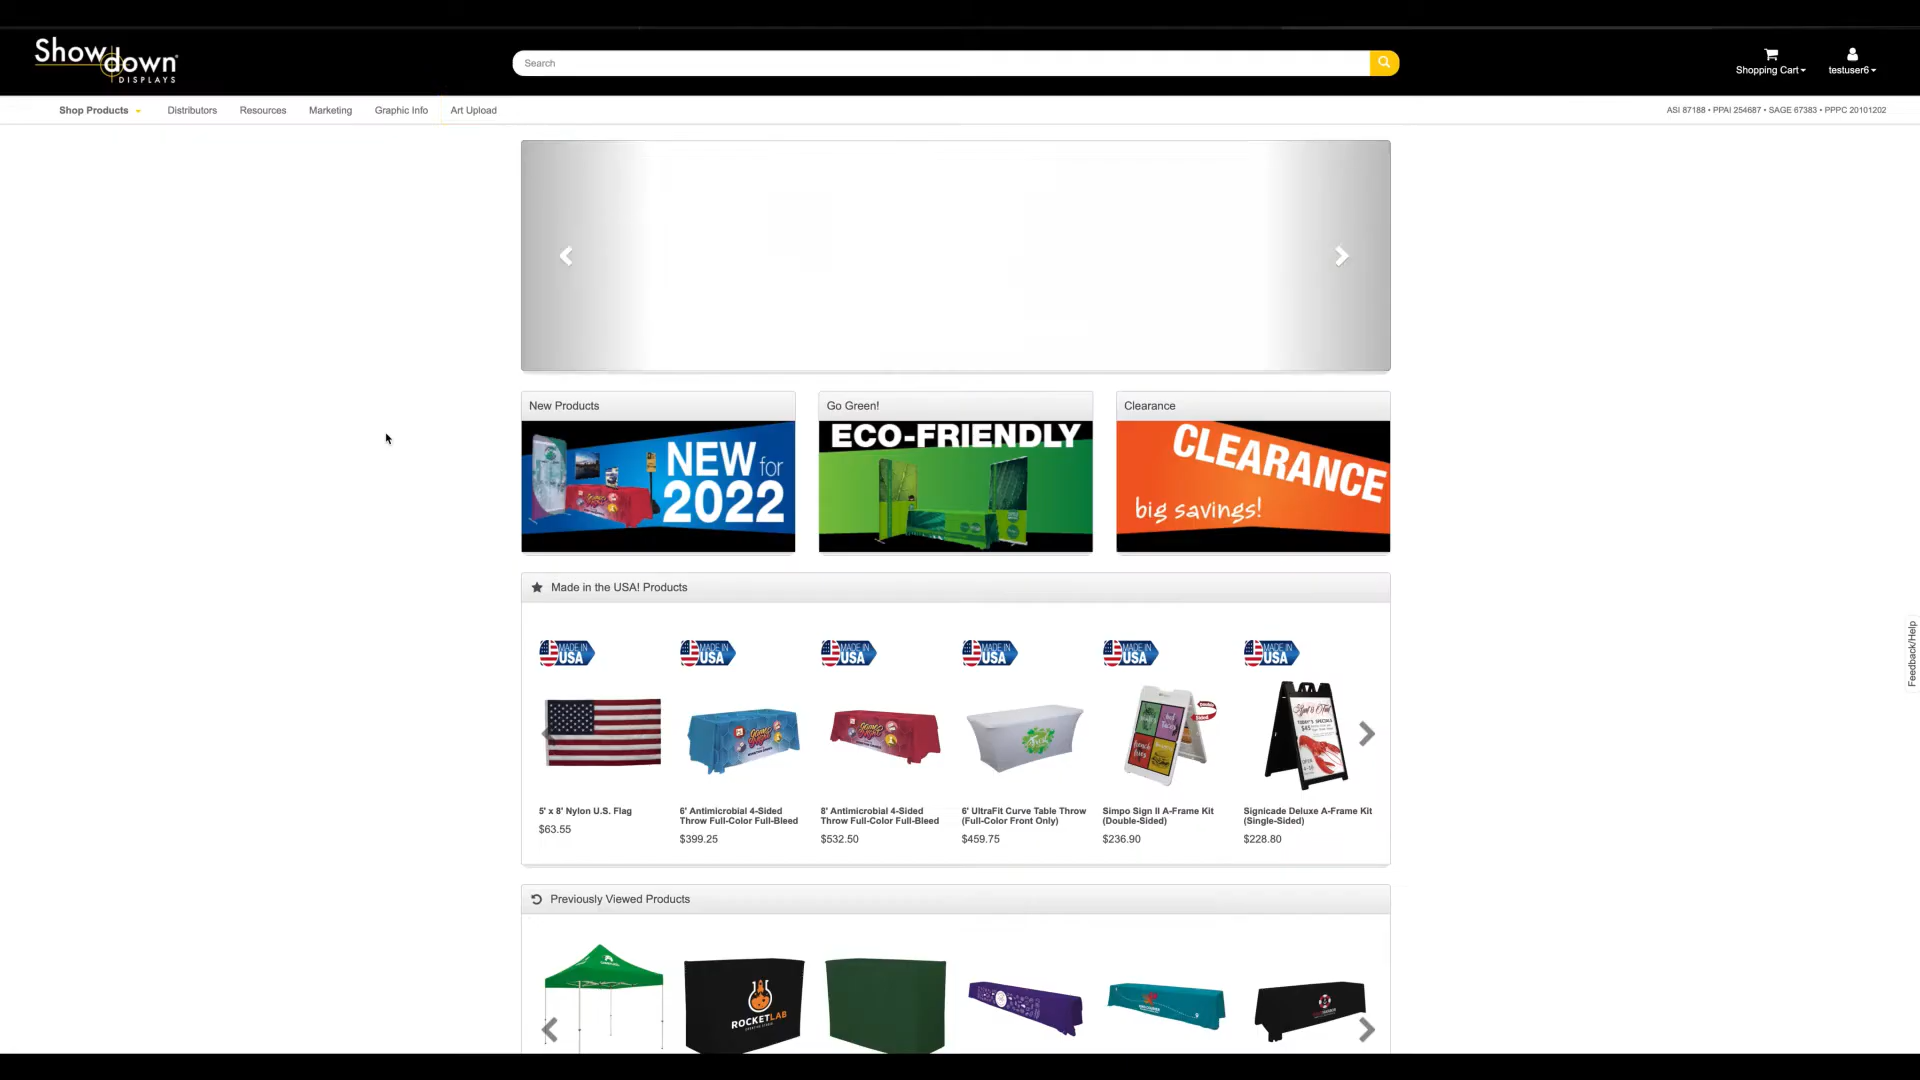 Showdown
DISPLAYS
Search
Shopping Cart
testuser6
Shop Products
Distributors
Resources
Marketing
Graphic Info
Art Upload
ASI 87188 • PPAI 254687 • SAGE 67383 • PPPC 20101202
New Products
Go Green!
Clearance
NEW for
2022
ECO-FRIENDLY
CLEARANCE
big savings!
Feedback/Help
Made in the USA! Products
MADE IN
USA
MADE IN
USA
MADE IN
USA
MADE IN
USA
MADE IN
USA
MADE IN
USA
5' x 8' Nylon U.S. Flag
$63.55
6' Antimicrobial 4-Sided
Throw Full-Color Full-Bleed
$399.25
8' Antimicrobial 4-Sided
Throw Full-Color Full-Bleed
$532.50
6' UltraFit Curve Table Throw
(Full-Color Front Only)
$459.75
Simpo Sign II A-Frame Kit
(Double-Sided)
$236.90
Signicade Deluxe A-Frame Kit
(Single-Sided)
$228.80
Previously Viewed Products
ROCKETLAB